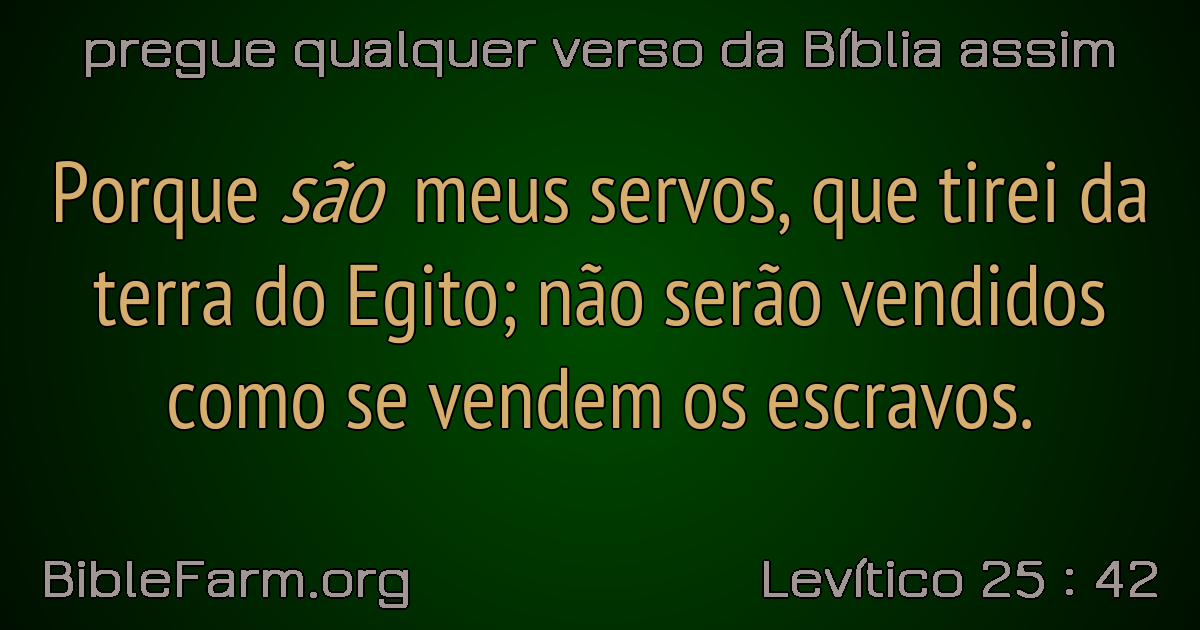 pregue qualquer verso da Bíblia assim
Porque são meus servos, que tirei da
terra do Egito; não serão vendidos
como se vendem os escravos.
BibleFarm.org
Levítico 25 : 42